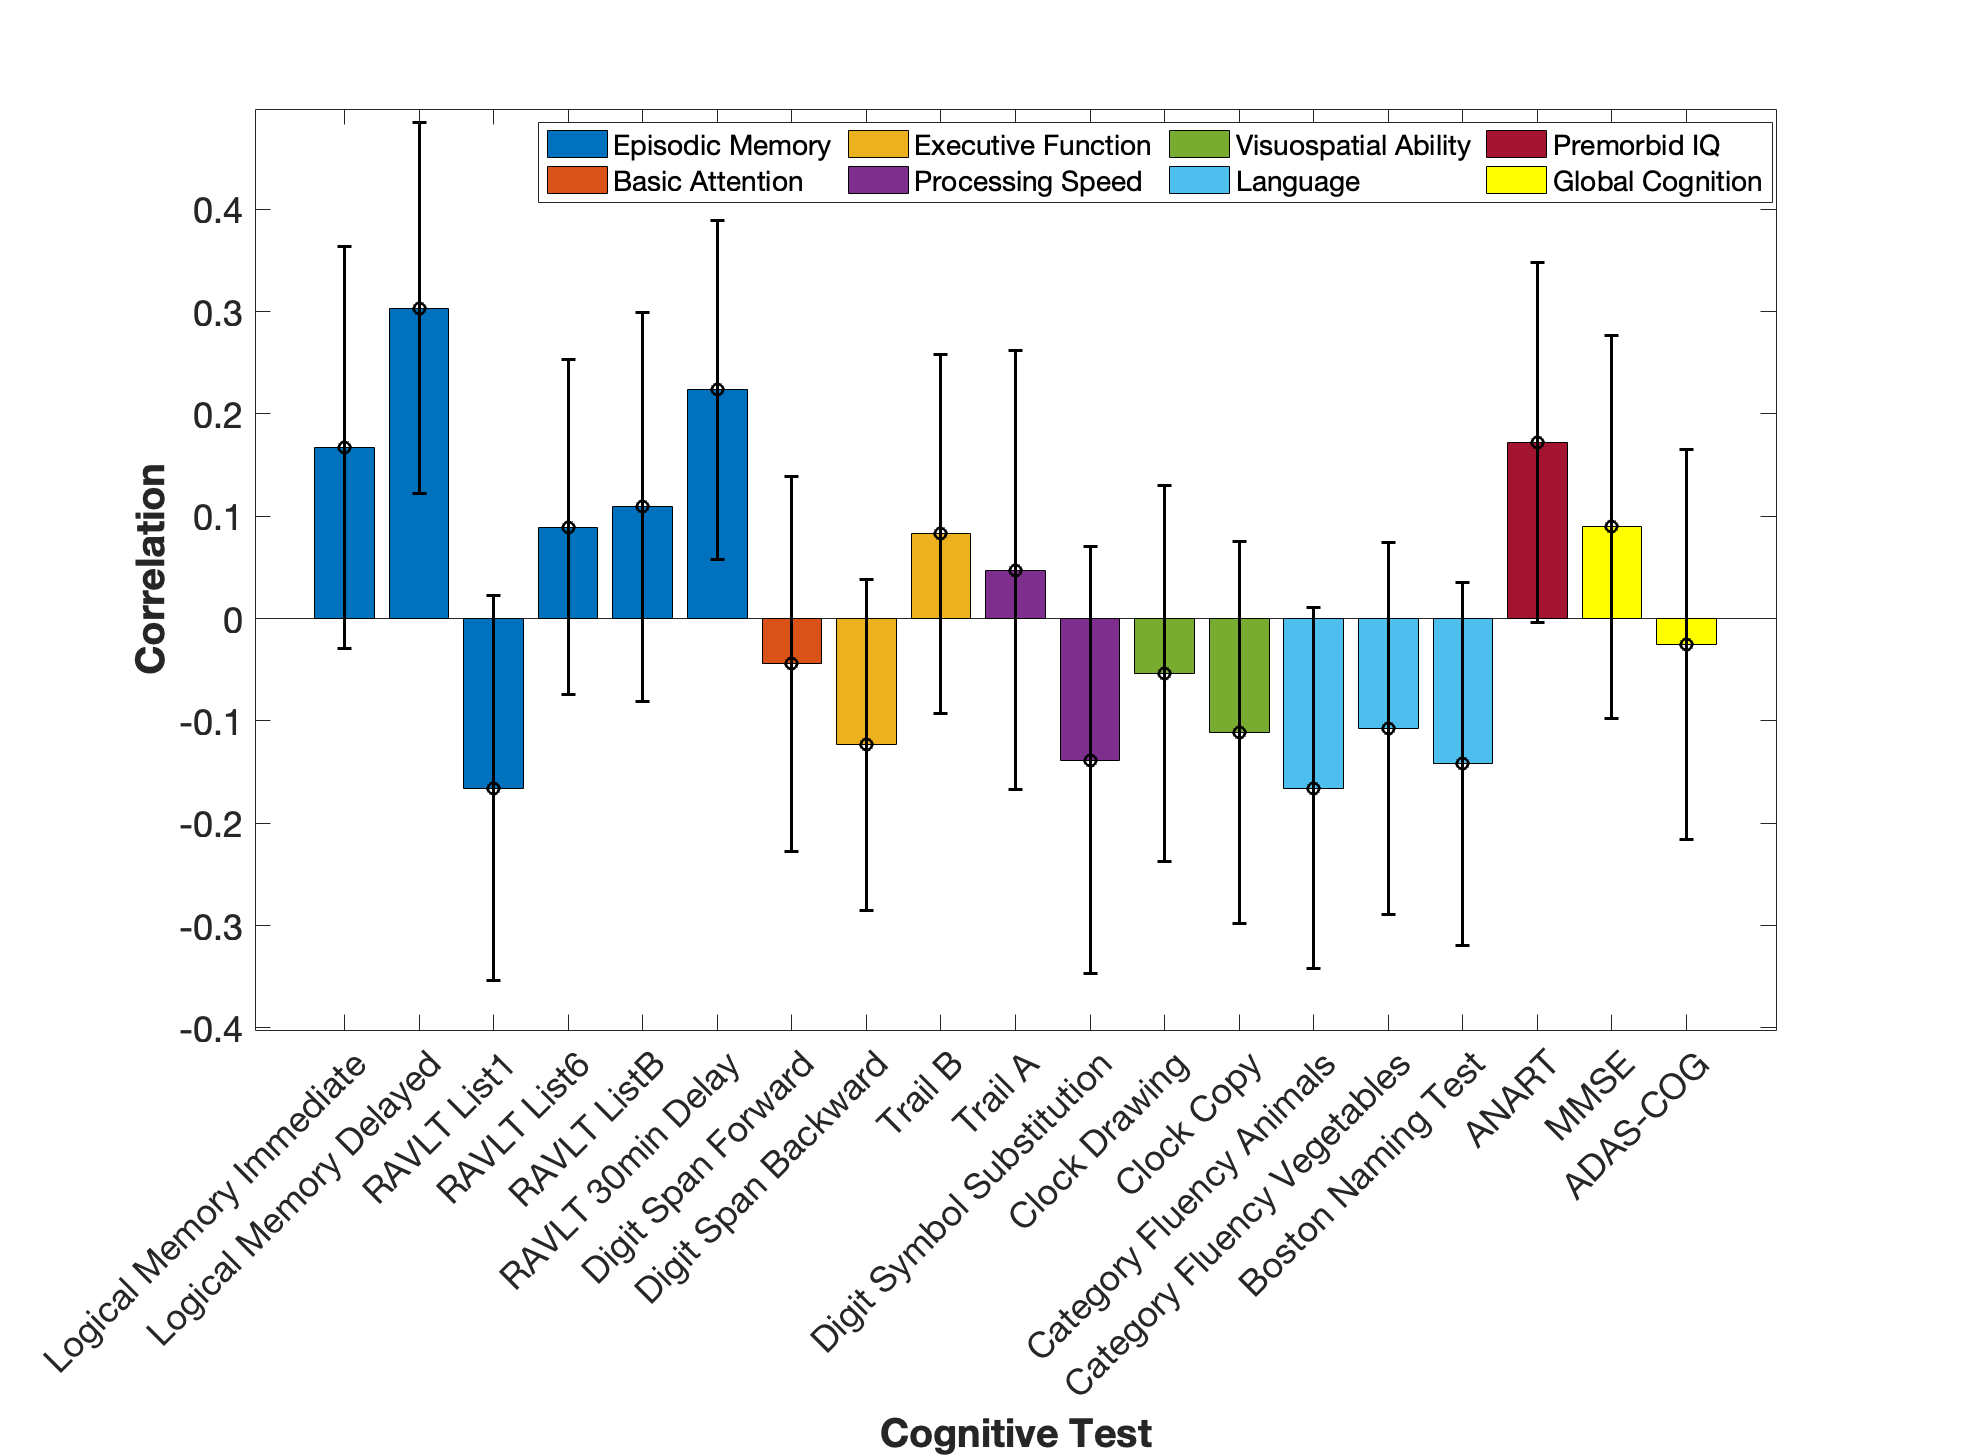 Episodic Memory
Executive Function
Visuospatial Ability
Premorbid IQ
Basic Attention
Processing Speed
Language
Global Cognition
Correlation
0.4
0.3
0.2
0.1
0
-0.1
-0.2
-0.3
-0.4
Logical Memory Immediate
Logical Memory Delayed
RAVLT List1
RAVLT List6
RAVLT ListB
RAVLT 30min Delay
Digit Span Forward
Digit Span Backward
Trail B
Trail A
Digit Symbol Substitution
Clock Drawing
Clock Copy
Category Fluency Animals
Category Fluency Vegetables
Boston Naming Test
ANART
MMSE
ADAS-COG
Cognitive Test